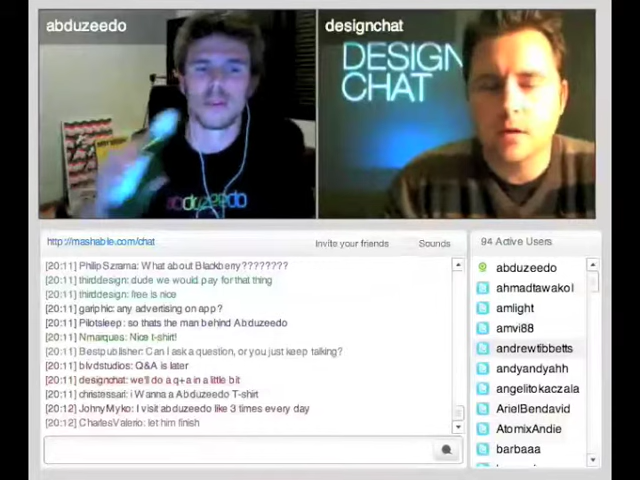 abduzeedo
designchat
DESIGN
CHAT
abduzeedo
http://mashable.com/chat
Invite your friends
Sounds
94 Active Users
[20:11] PhilipSzrama: What about Blackberry????????
[20:11] thirddesign: dude we would pay for that thing
[20:11] thirddesign: free is nice
[20:11] gariphic: any advertising on app?
[20:11] Pilotsleep: so thats the man behind Abduzeedo
[20:11] Nmarques: Nice t-shirt!
[20:11] Bestpublisher: Can I ask a question, or you just keep talking?
[20:11] blvdstudios: Q&A is later
[20:11] designchat: we'll do a q+a in a little bit
[20:11] christessari: i Wanna a Abduzeedo T-shirt
[20:12] JohnyMyko: I visit abduzeedo like 3 times every day
[20:12] CharlesValerio: let him finish
abduzeedo
ahmadtawakol
amlight
amvi88
andrewtibbetts
andyandyahh
angelitokaczala
ArielBendavid
AtomixAndie
barbaaa